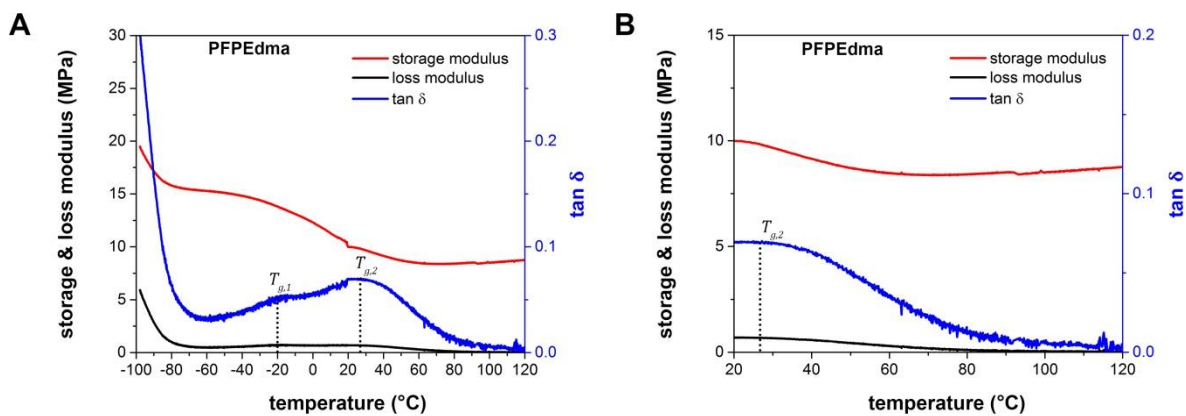 A
PFPEdma
storage modulus
loss modulus
tan δ
storage & loss modulus (MPa)
30
25
20
15
10
5
0
tan δ
0.3
0.2
0.1
0.0
Tg,1
Tg,2
-100 -80 -60 -40 -20 0 20 40 60 80 100 120
temperature (°C)
B
PFPEdma
storage modulus
loss modulus
tan δ
storage & loss modulus (MPa)
15
10
5
0
tan δ
0.2
0.1
0.0
Tg,2
20 40 60 80 100 120
temperature (°C)